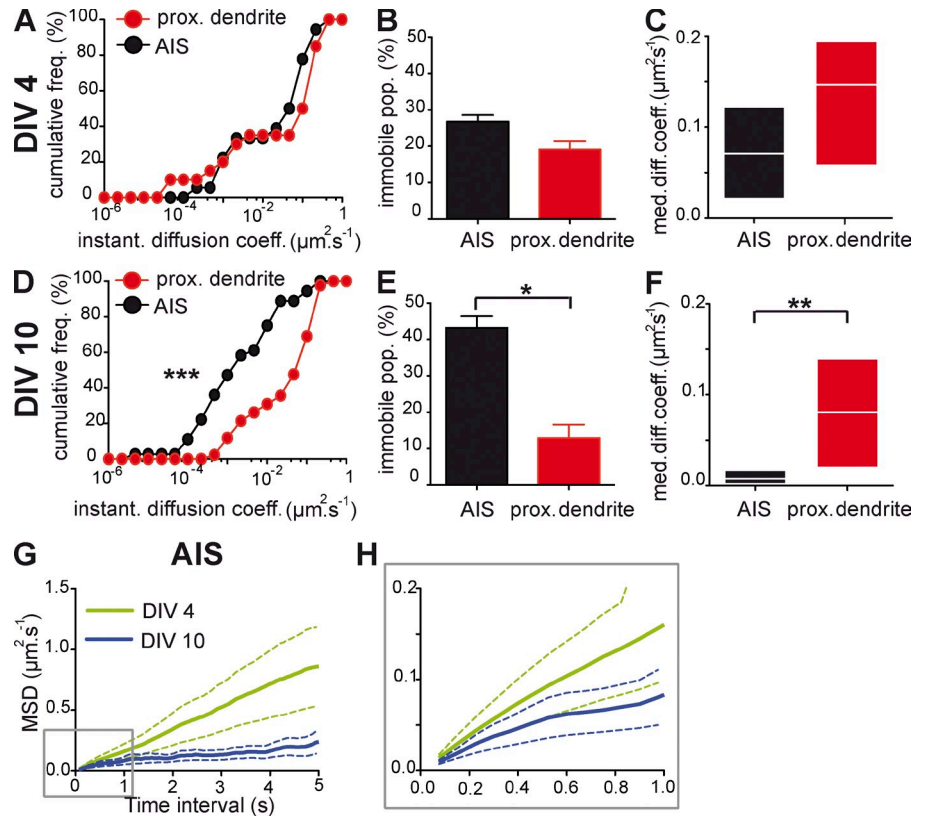 A
DIV 4
cumulative freq. (%)
100
80
60
40
20
0
prox. dendrite
AIS
10-6
10-4
10-2
1
instant. diffusion coeff. (µm².s-1)
B
immobile pop. (%)
50
40
30
20
10
0
AIS
prox. dendrite
C
med. diff. coeff. (µm².s-1)
0.2
0.1
0.0
AIS
prox. dendrite
D
DIV 10
cumulative freq. (%)
100
80
60
40
20
0
prox. dendrite
AIS
***
10-6
10-4
10-2
1
instant. diffusion coeff. (µm².s-1)
E
immobile pop. (%)
50
40
30
20
10
0
*
AIS
prox. dendrite
F
med. diff. coeff. (µm².s-1)
0.2
0.1
0.0
**
AIS
prox. dendrite
G
AIS
MSD (µm².s-1)
1.5
1.0
0.5
0.0
DIV 4
DIV 10
0
1
2
3
4
5
Time interval (s)
H
0.2
0.1
0.0
0.0
0.2
0.4
0.6
0.8
1.0